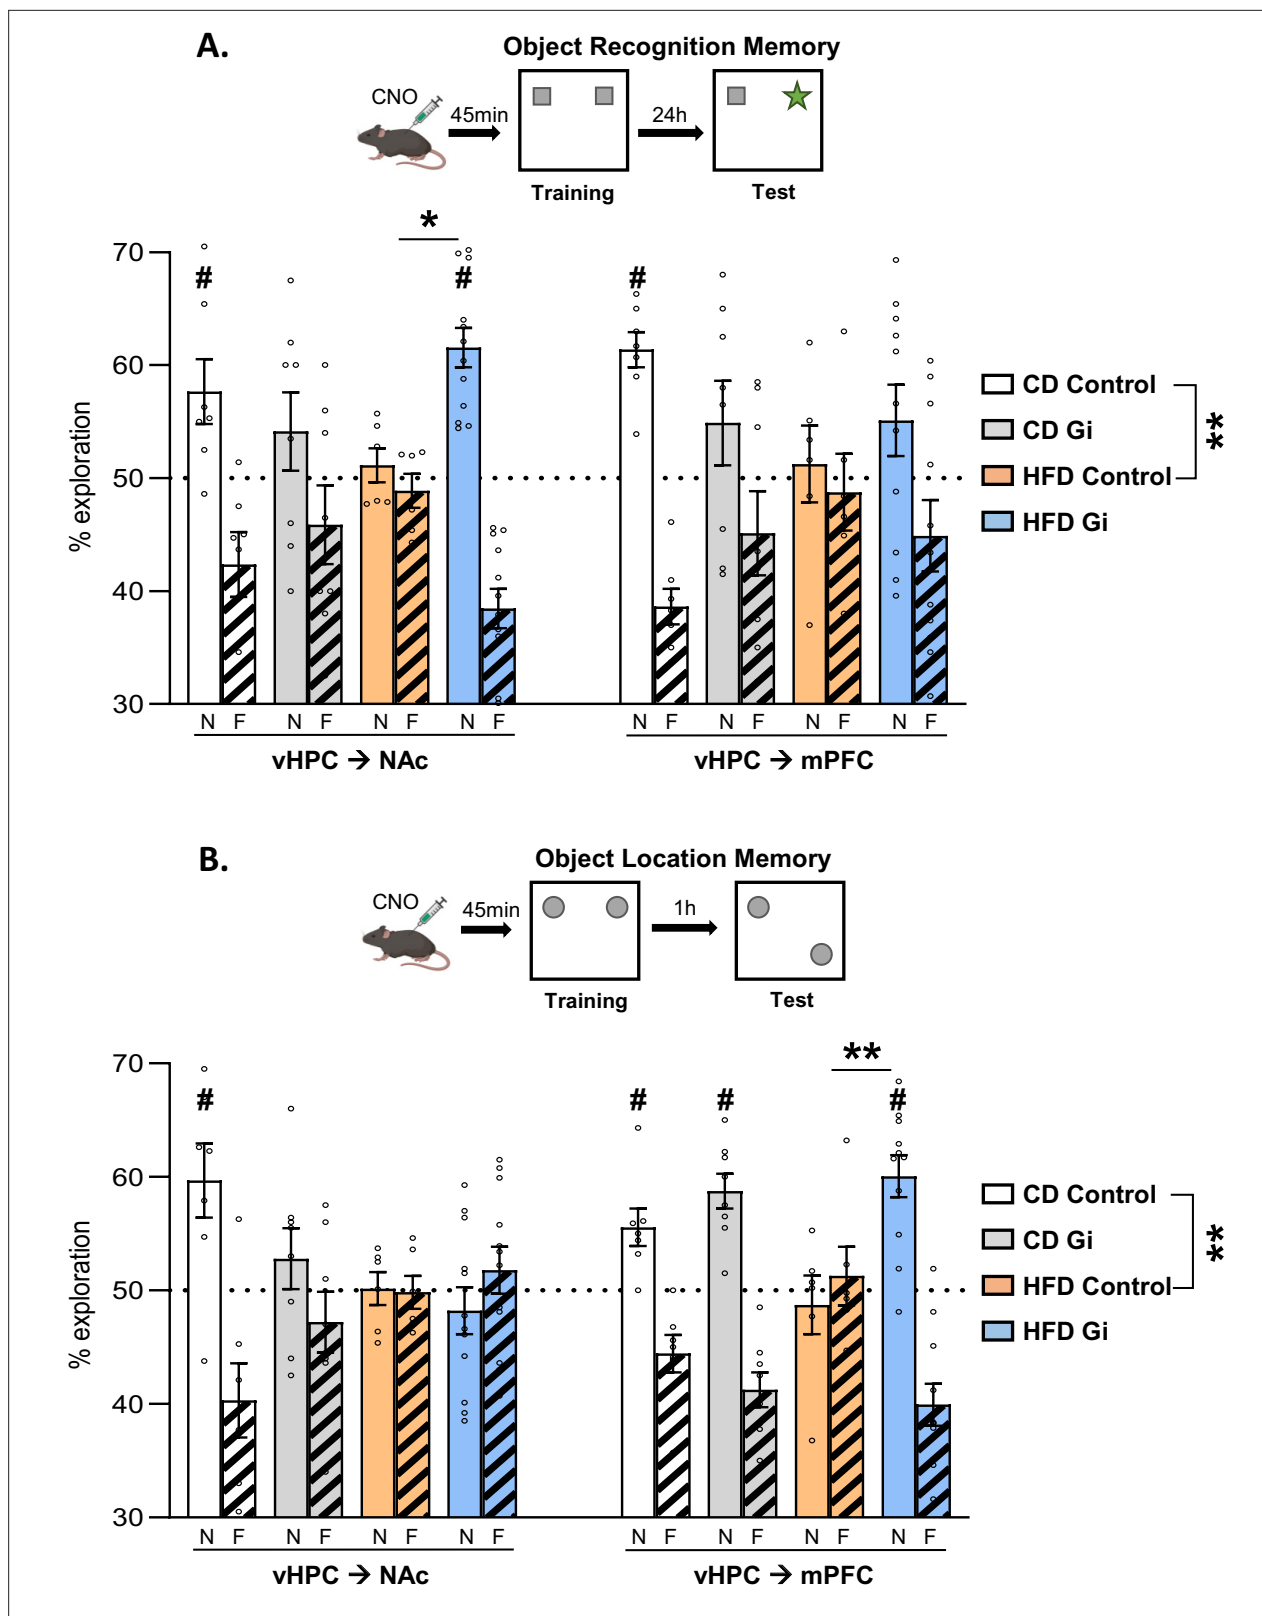 A.
Object Recognition Memory
CNO
45min
24h
Training
Test
*
70
# # #
60
50
40
30
% exploration
CD Control
CD Gi
HFD Control
HFD Gi
**
N F N F N F N F N F N F N F N F
vHPC → NAc
vHPC → mPFC
B.
Object Location Memory
CNO
45min
1h
Training
Test
**
70
# # # #
60
50
40
30
% exploration
CD Control
CD Gi
HFD Control
HFD Gi
**
N F N F N F N F N F N F N F N F
vHPC → NAc
vHPC → mPFC